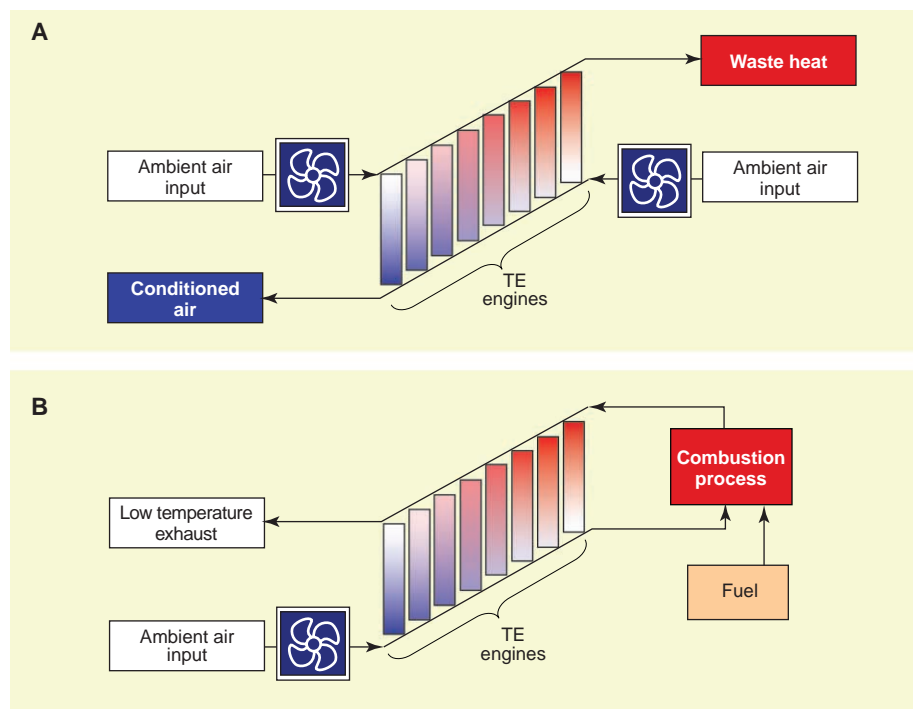 A
Waste heat
Ambient air
input
Ambient air
input
TE
engines
Conditioned
air
B
Combustion
process
Low temperature
exhaust
Fuel
Ambient air
input
TE
engines